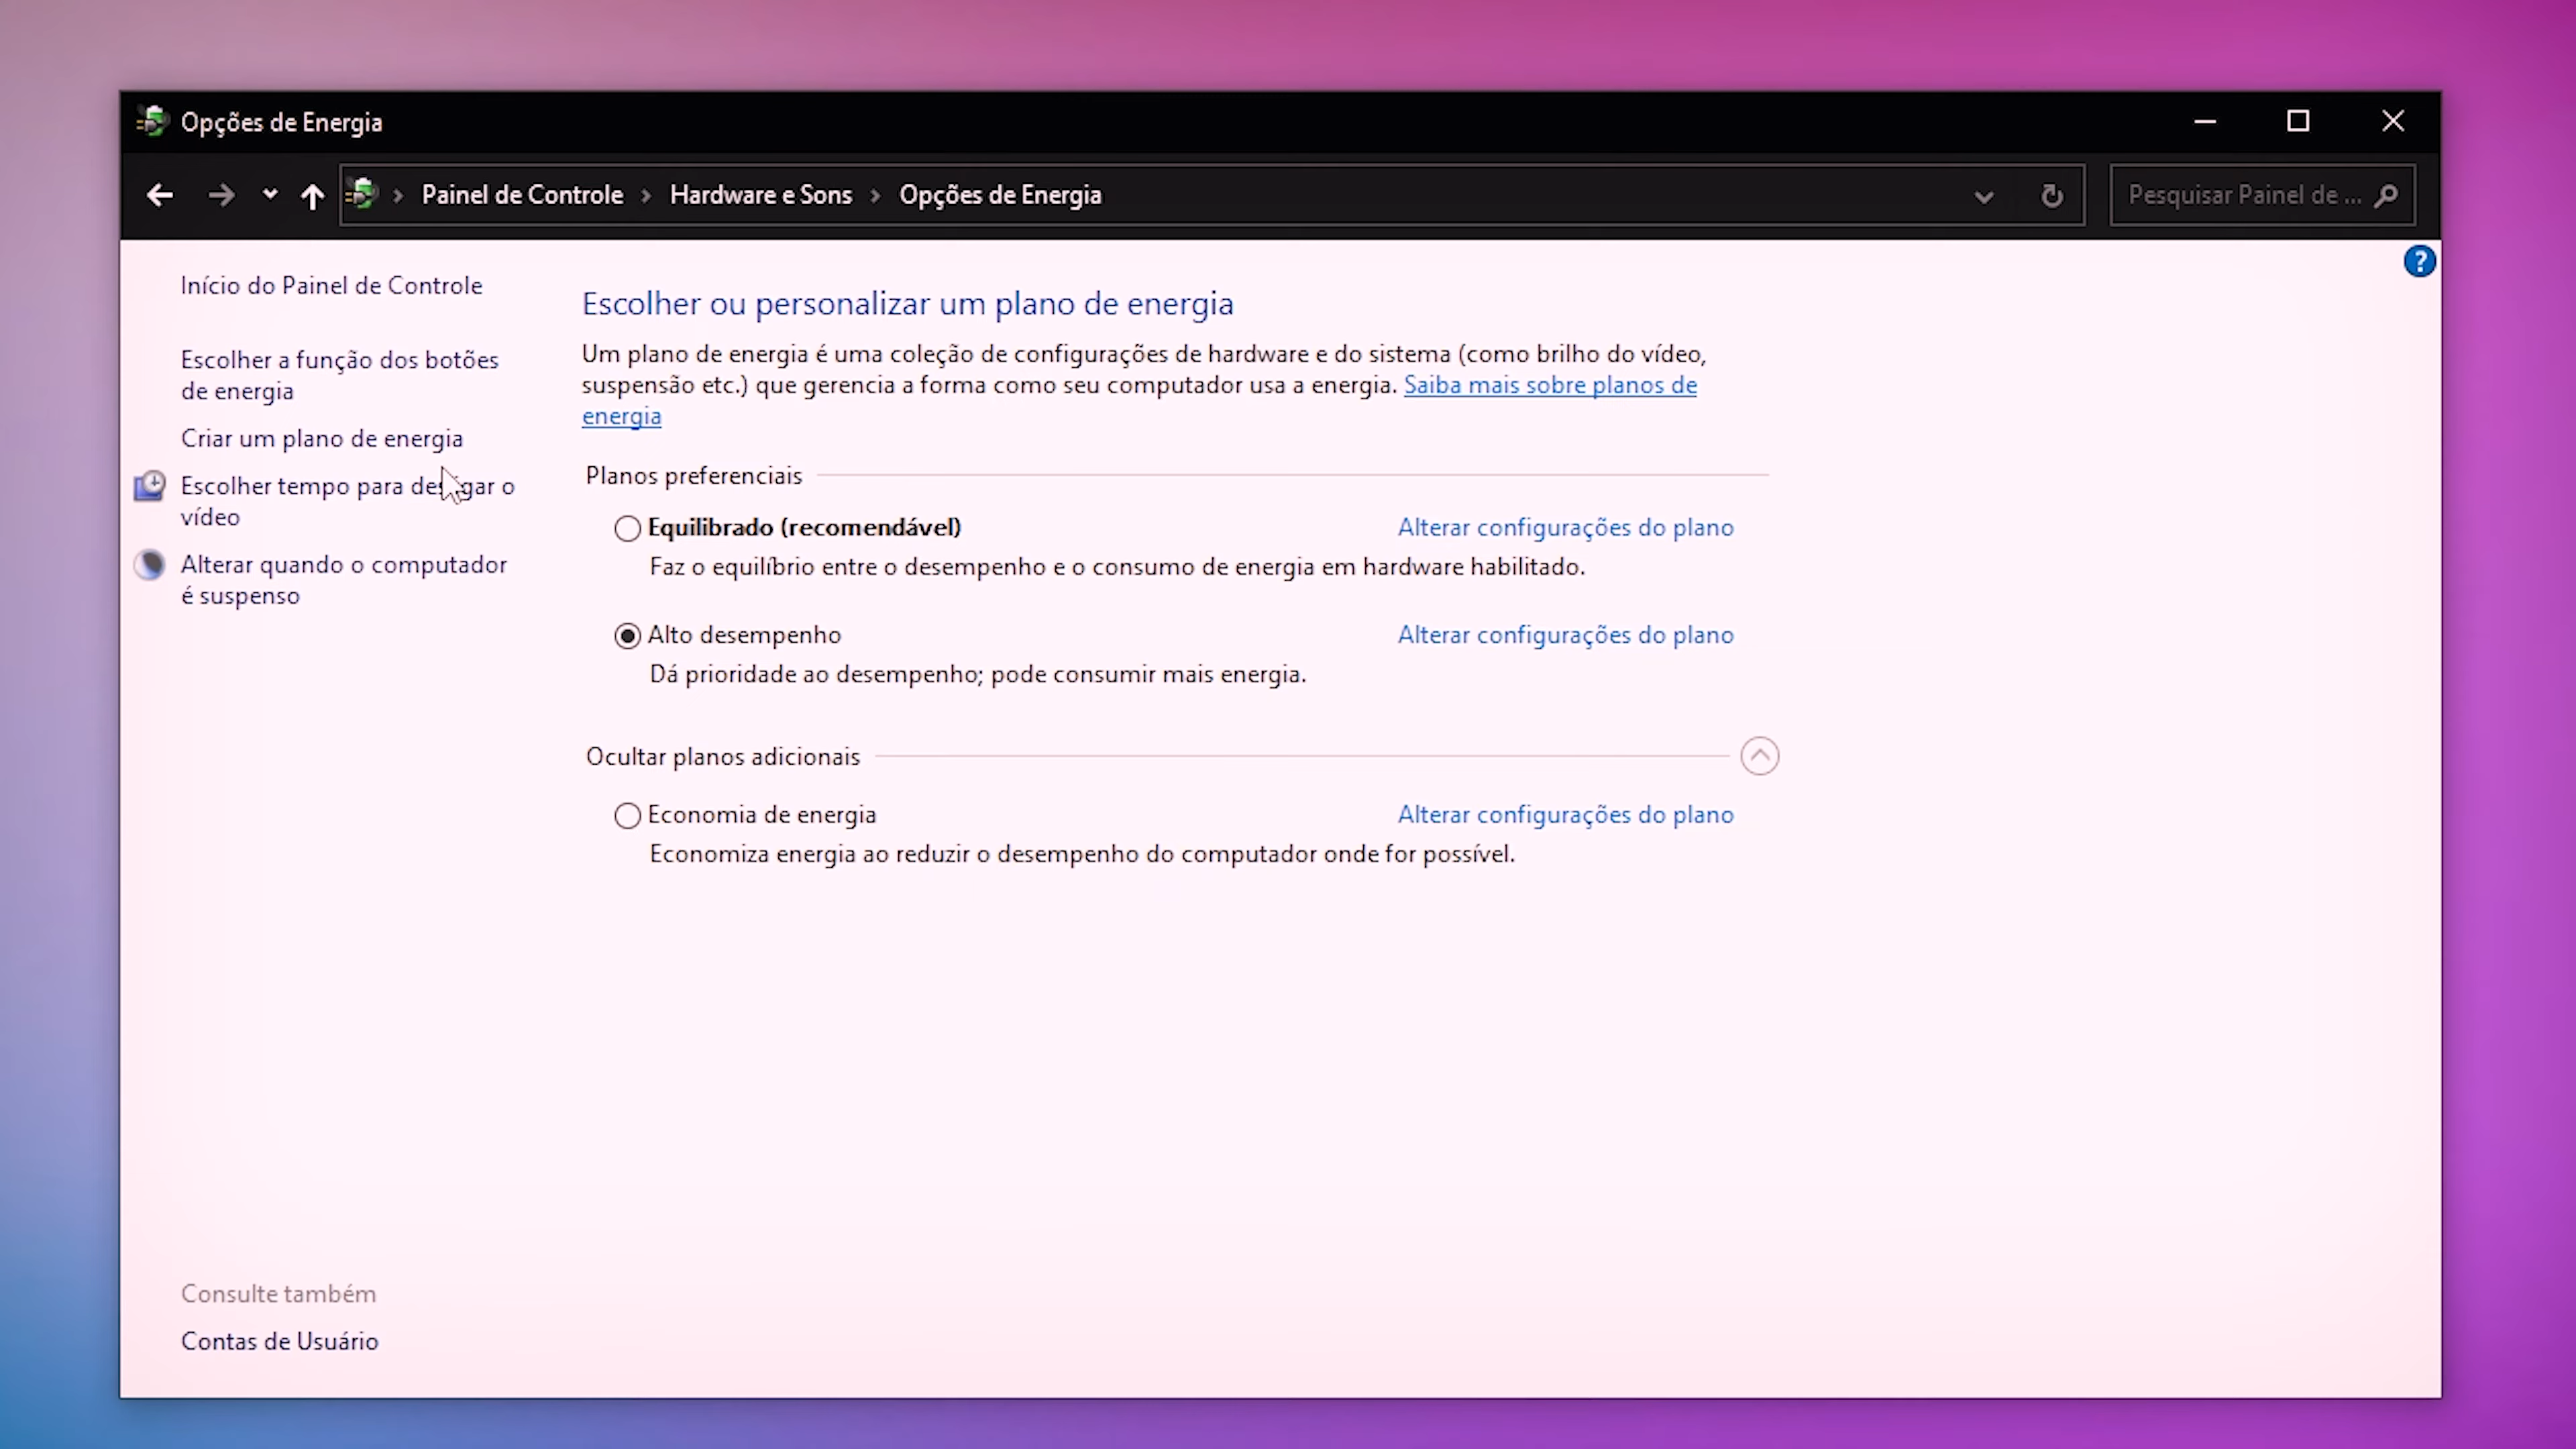 Opções de Energia
Painel de Controle
Hardware e Sons
Opções de Energia
Pesquisar Painel de ...
Início do Painel de Controle
Escolher a função dos botões
de energia
Criar um plano de energia
Escolher tempo para desligar o
vídeo
Alterar quando o computador
é suspenso
Escolher ou personalizar um plano de energia
Um plano de energia é uma coleção de configurações de hardware e do sistema (como brilho do vídeo,
suspensão etc.) que gerencia a forma como seu computador usa a energia. Saiba mais sobre planos de
energia
Planos preferenciais
Equilibrado (recomendável)
Alterar configurações do plano
Faz o equilíbrio entre o desempenho e o consumo de energia em hardware habilitado.
Alto desempenho
Alterar configurações do plano
Dá prioridade ao desempenho; pode consumir mais energia.
Ocultar planos adicionais
Economia de energia
Alterar configurações do plano
Economiza energia ao reduzir o desempenho do computador onde for possível.
Consulte também
Contas de Usuário